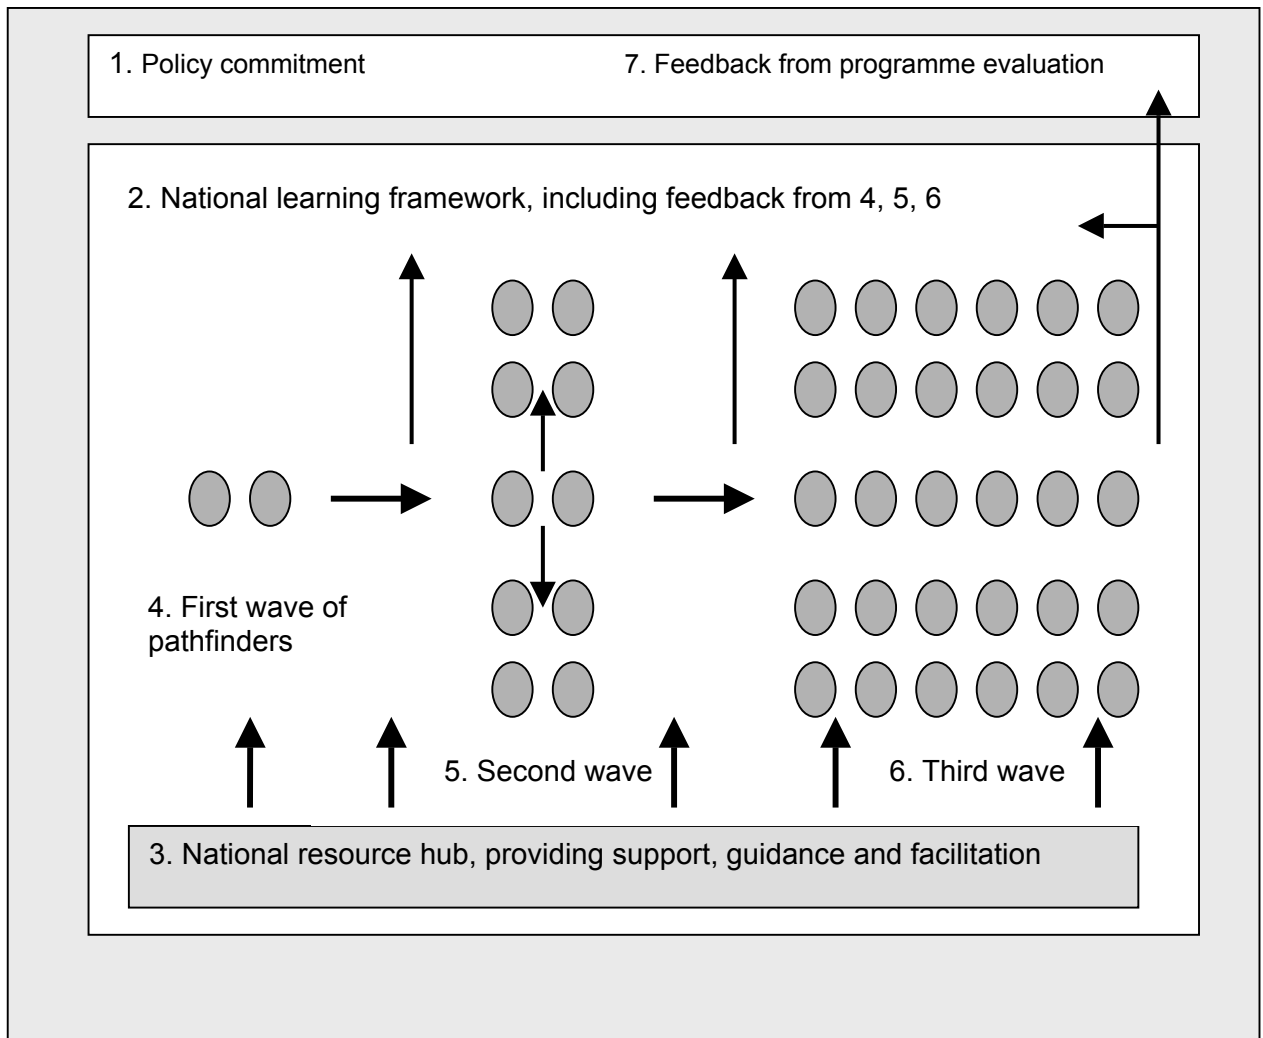 1. Policy commitment
7. Feedback from programme evaluation
2. National learning framework, including feedback from 4, 5, 6
4. First wave of
pathfinders
5. Second wave
6. Third wave
3. National resource hub, providing support, guidance and facilitation